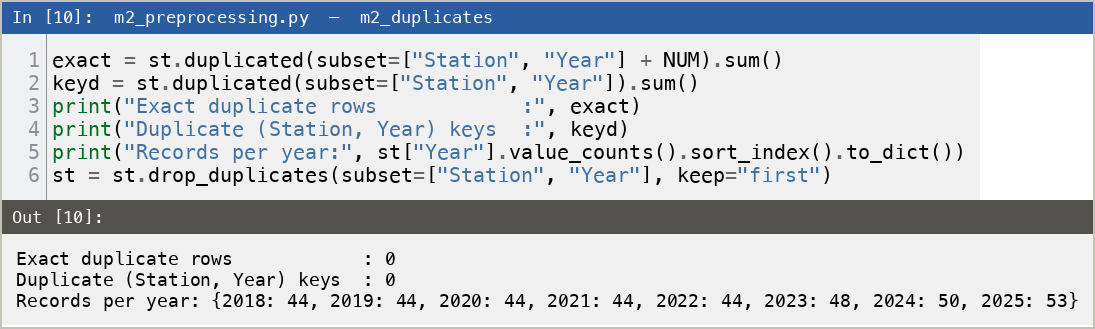 In [10]:  m2_preprocessing.py  —  m2_duplicates
1 exact = st.duplicated(subset=["Station", "Year"] + NUM).sum()
2 keyd = st.duplicated(subset=["Station", "Year"]).sum()
3 print("Exact duplicate rows            :", exact)
4 print("Duplicate (Station, Year) keys  :", keyd)
5 print("Records per year:", st["Year"].value_counts().sort_index().to_dict())
6 st = st.drop_duplicates(subset=["Station", "Year"], keep="first")
Out [10]:
Exact duplicate rows            : 0
Duplicate (Station, Year) keys  : 0
Records per year: {2018: 44, 2019: 44, 2020: 44, 2021: 44, 2022: 44, 2023: 48, 2024: 50, 2025: 53}